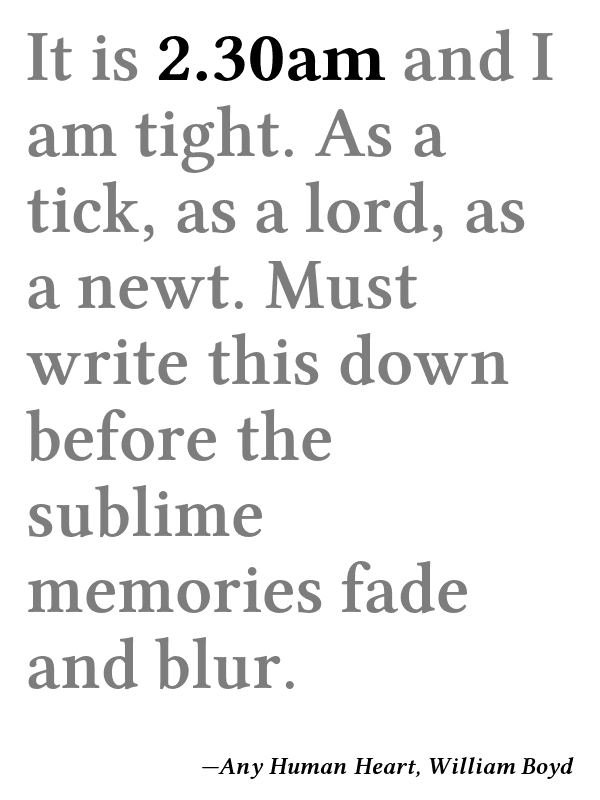 It is 2.30am and I
am tight. As a
tick, as a lord, as
a newt. Must
write this down
before the
sublime
memories fade
and blur.
—Any Human Heart, William Boyd